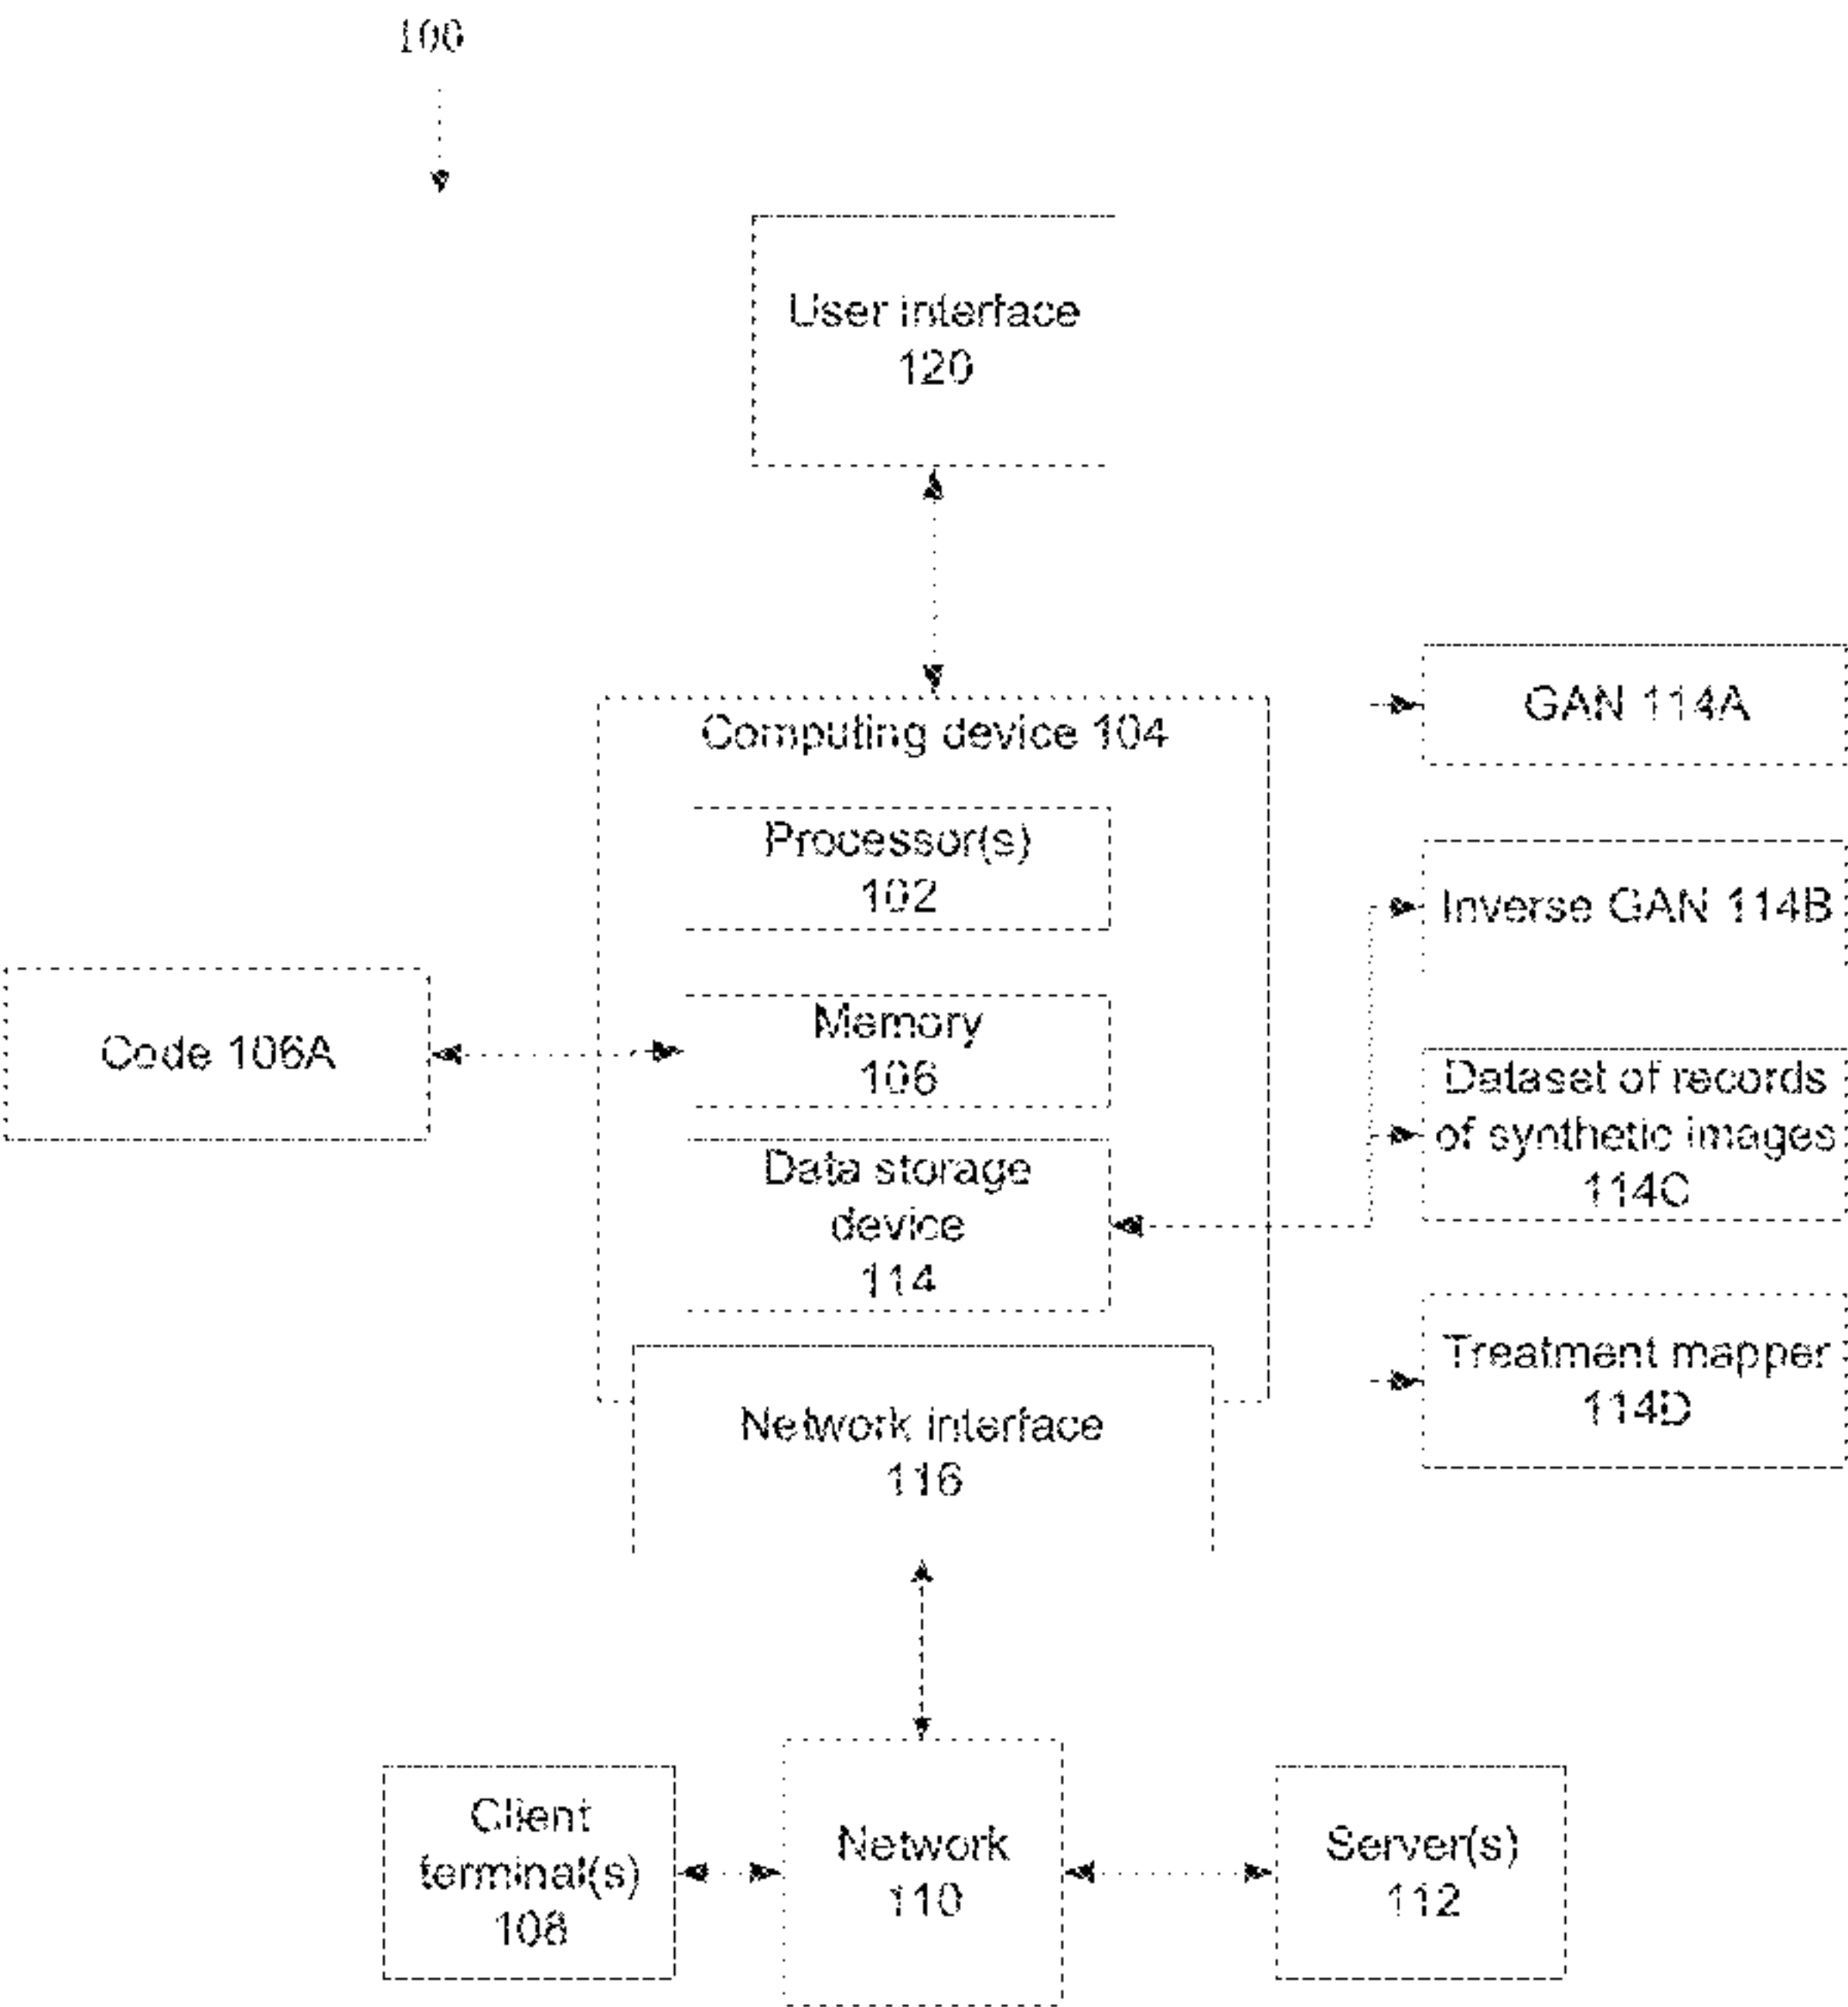 100
User interface
120
Computing device 104
Processor(s)
102
Memory
106
Data storage
device
114
Network interface
116
Code 106A
GAN 114A
Inverse GAN 114B
Dataset of records
of synthetic images
114C
Treatment mapper
114D
Client
terminal(s)
108
Network
110
Server(s)
112